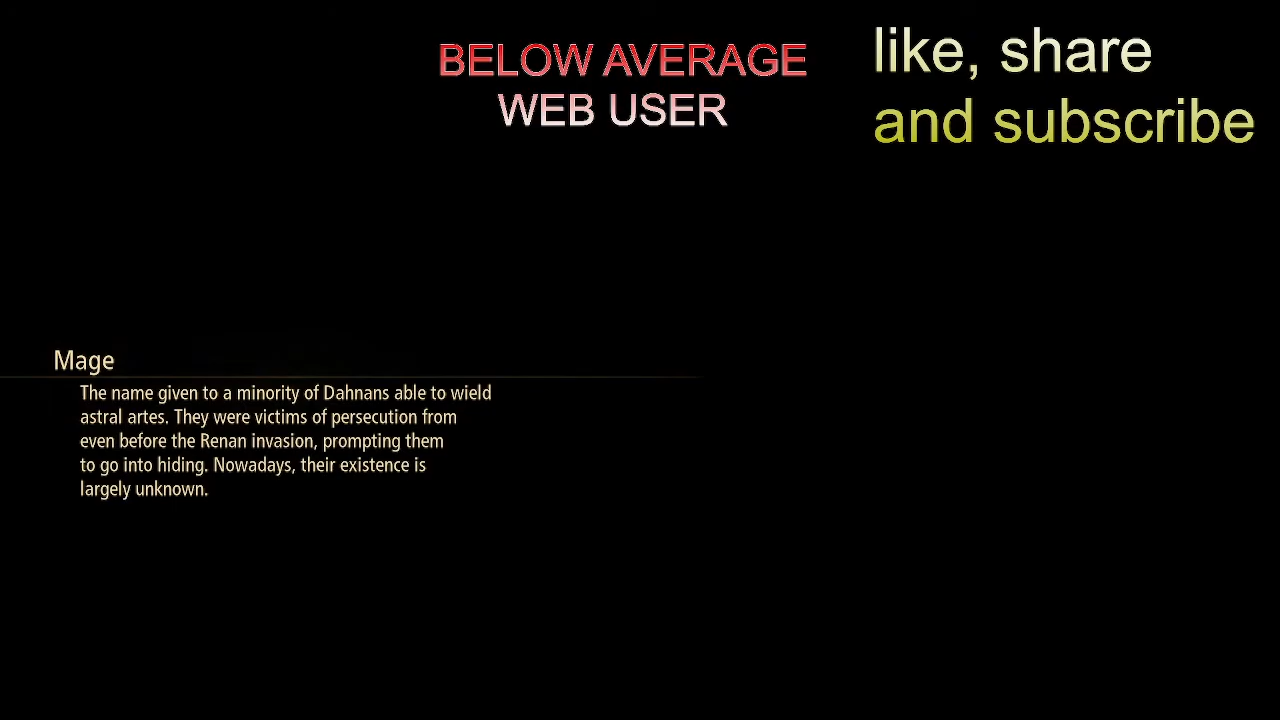 BELOW AVERAGE
WEB USER
like, share
and subscribe
Mage
The name given to a minority of Dahnans able to wield
astral artes. They were victims of persecution from
even before the Renan invasion, prompting them
to go into hiding. Nowadays, their existence is
largely unknown.